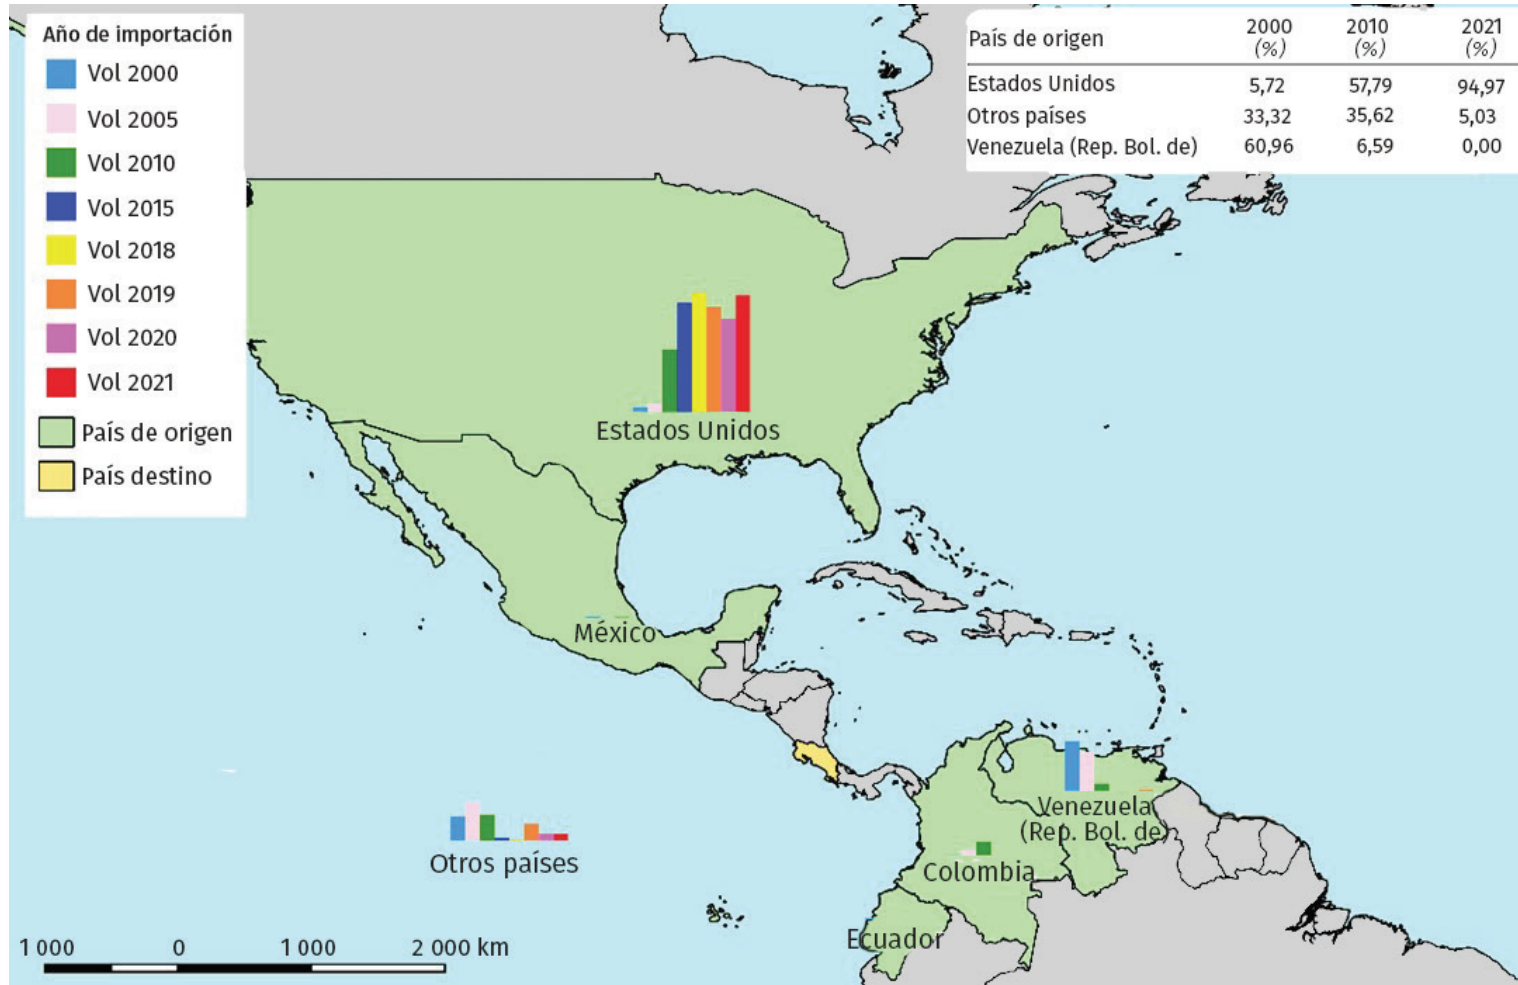 Año de importación
Vol 2000
Vol 2005
Vol 2010
Vol 2015
Vol 2018
Vol 2019
Vol 2020
Vol 2021
País de origen
País destino
País de origen 2000 (%) 2010 (%) 2021 (%)
Estados Unidos 5,72 57,79 94,97
Otros países 33,32 35,62 5,03
Venezuela (Rep. Bol. de) 60,96 6,59 0,00
Estados Unidos
México
Venezuela
(Rep. Bol. de)
Otros países
Colombia
Ecuador
1 000 0 1 000 2 000 km